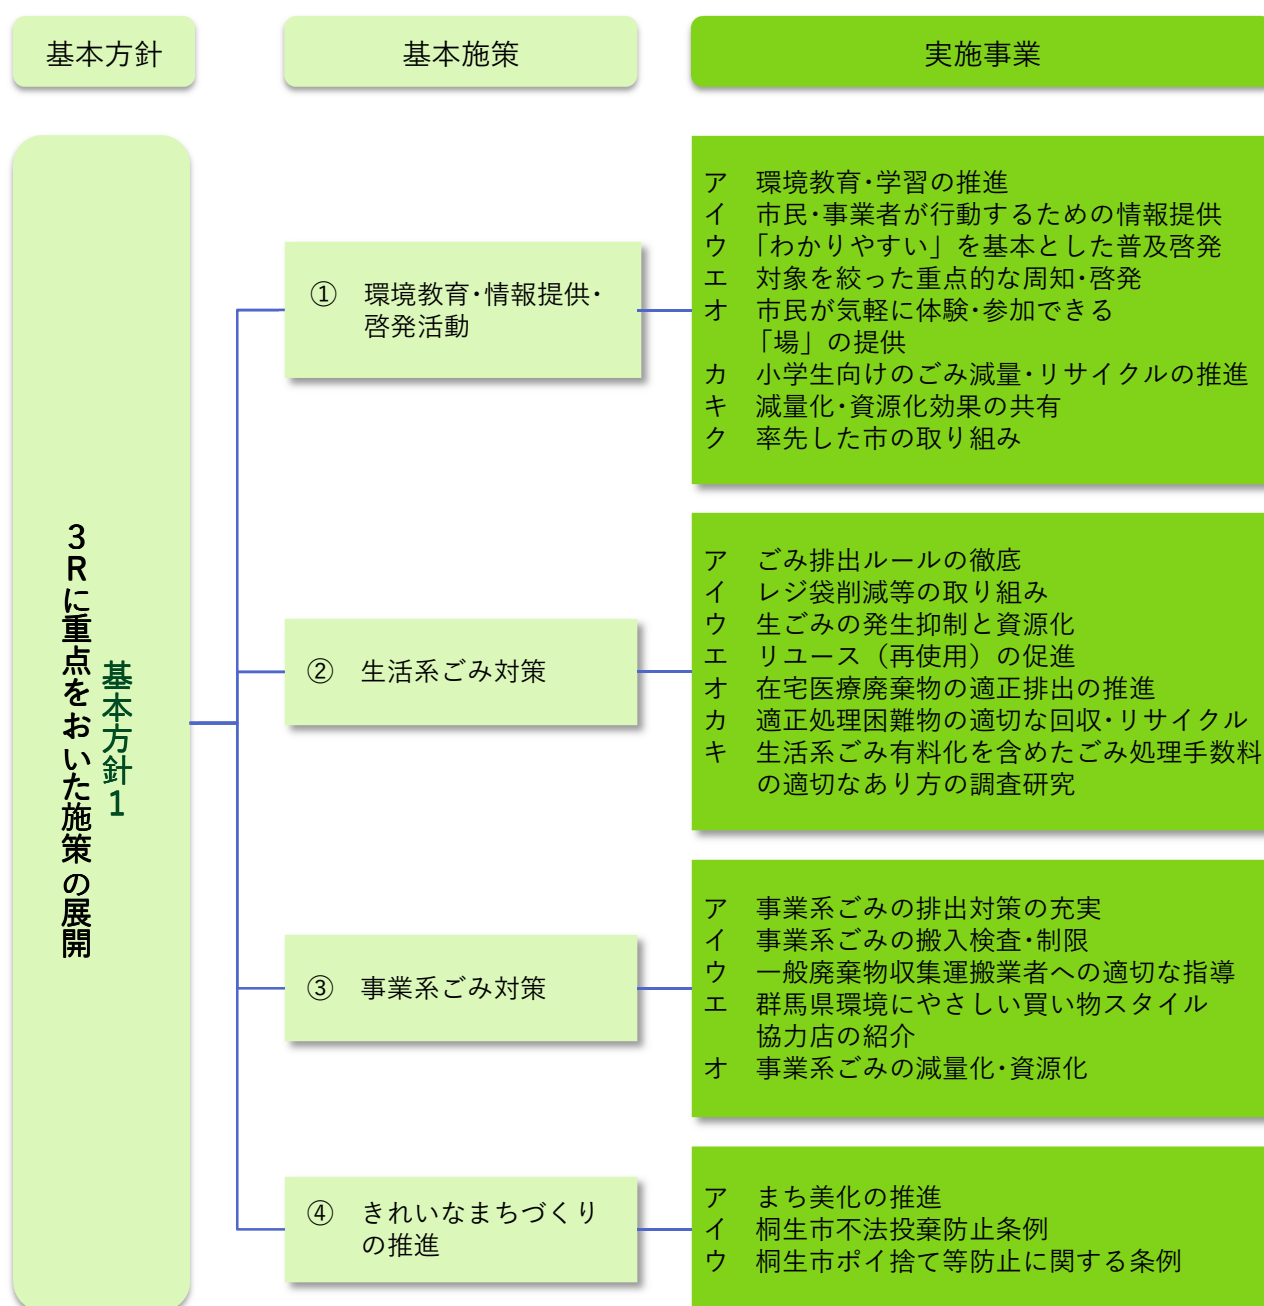 基本方針
基本施策
実施事業
基本方針1
3Rに重点をおいた施策の展開
① 環境教育・情報提供・
啓発活動
ア 環境教育・学習の推進
イ 市民・事業者が行動するための情報提供
ウ 「わかりやすい」を基本とした普及啓発
エ 対象を絞った重点的な周知・啓発
オ 市民が気軽に体験・参加できる
「場」の提供
カ 小学生向けのごみ減量・リサイクルの推進
キ 減量化・資源化効果の共有
ク 率先した市の取り組み
② 生活系ごみ対策
ア ごみ排出ルールの徹底
イ レジ袋削減等の取り組み
ウ 生ごみの発生抑制と資源化
エ リユース（再使用）の促進
オ 在宅医療廃棄物の適正排出の推進
カ 適正処理困難物の適切な回収・リサイクル
キ 生活系ごみ有料化を含めたごみ処理手数料
の適切なあり方の調査研究
③ 事業系ごみ対策
ア 事業系ごみの排出対策の充実
イ 事業系ごみの搬入検査・制限
ウ 一般廃棄物収集運搬業者への適切な指導
エ 群馬県環境にやさしい買い物スタイル
協力店の紹介
オ 事業系ごみの減量化・資源化
④ きれいなまちづくり
の推進
ア まち美化の推進
イ 桐生市不法投棄防止条例
ウ 桐生市ポイ捨て等防止に関する条例